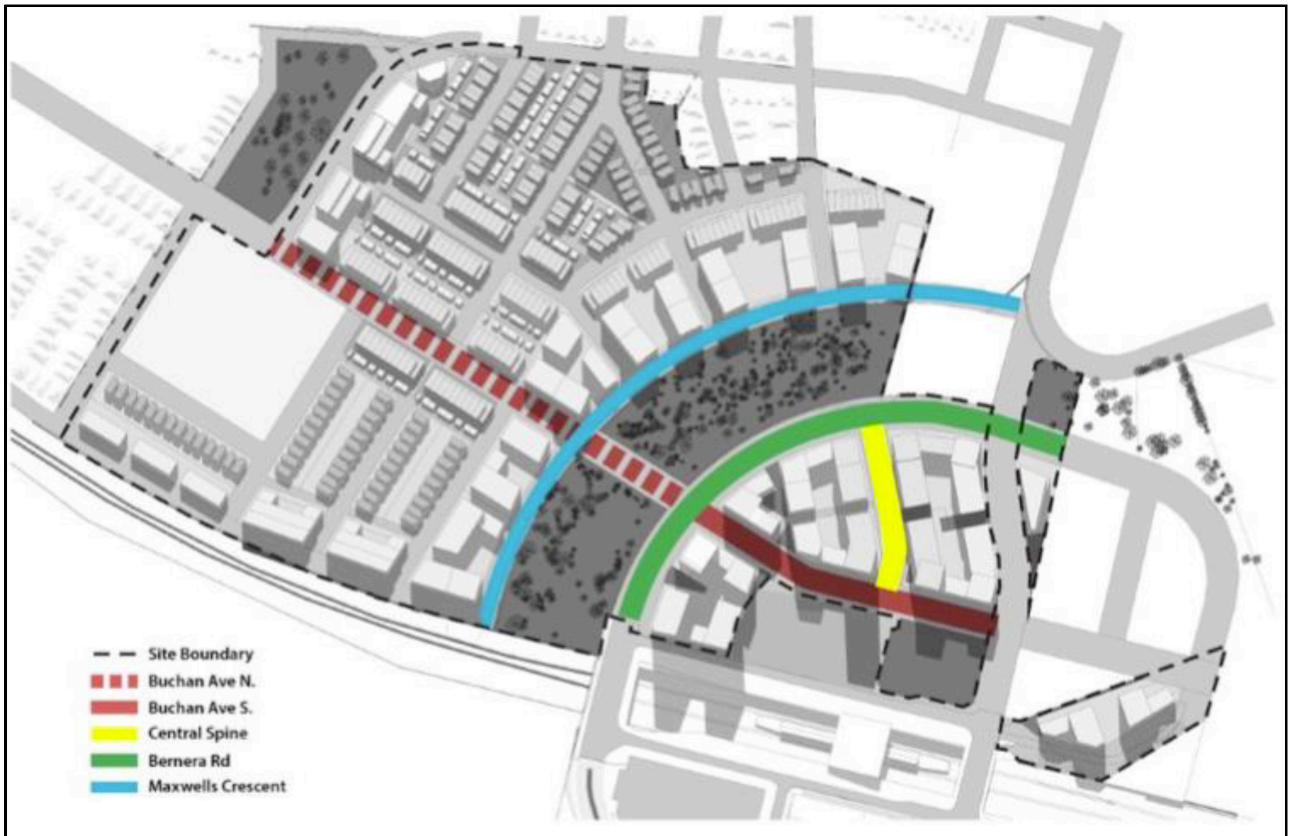 Site Boundary
Buchan Ave N.
Buchan Ave S.
Central Spine
Bernera Rd
Maxwells Crescent